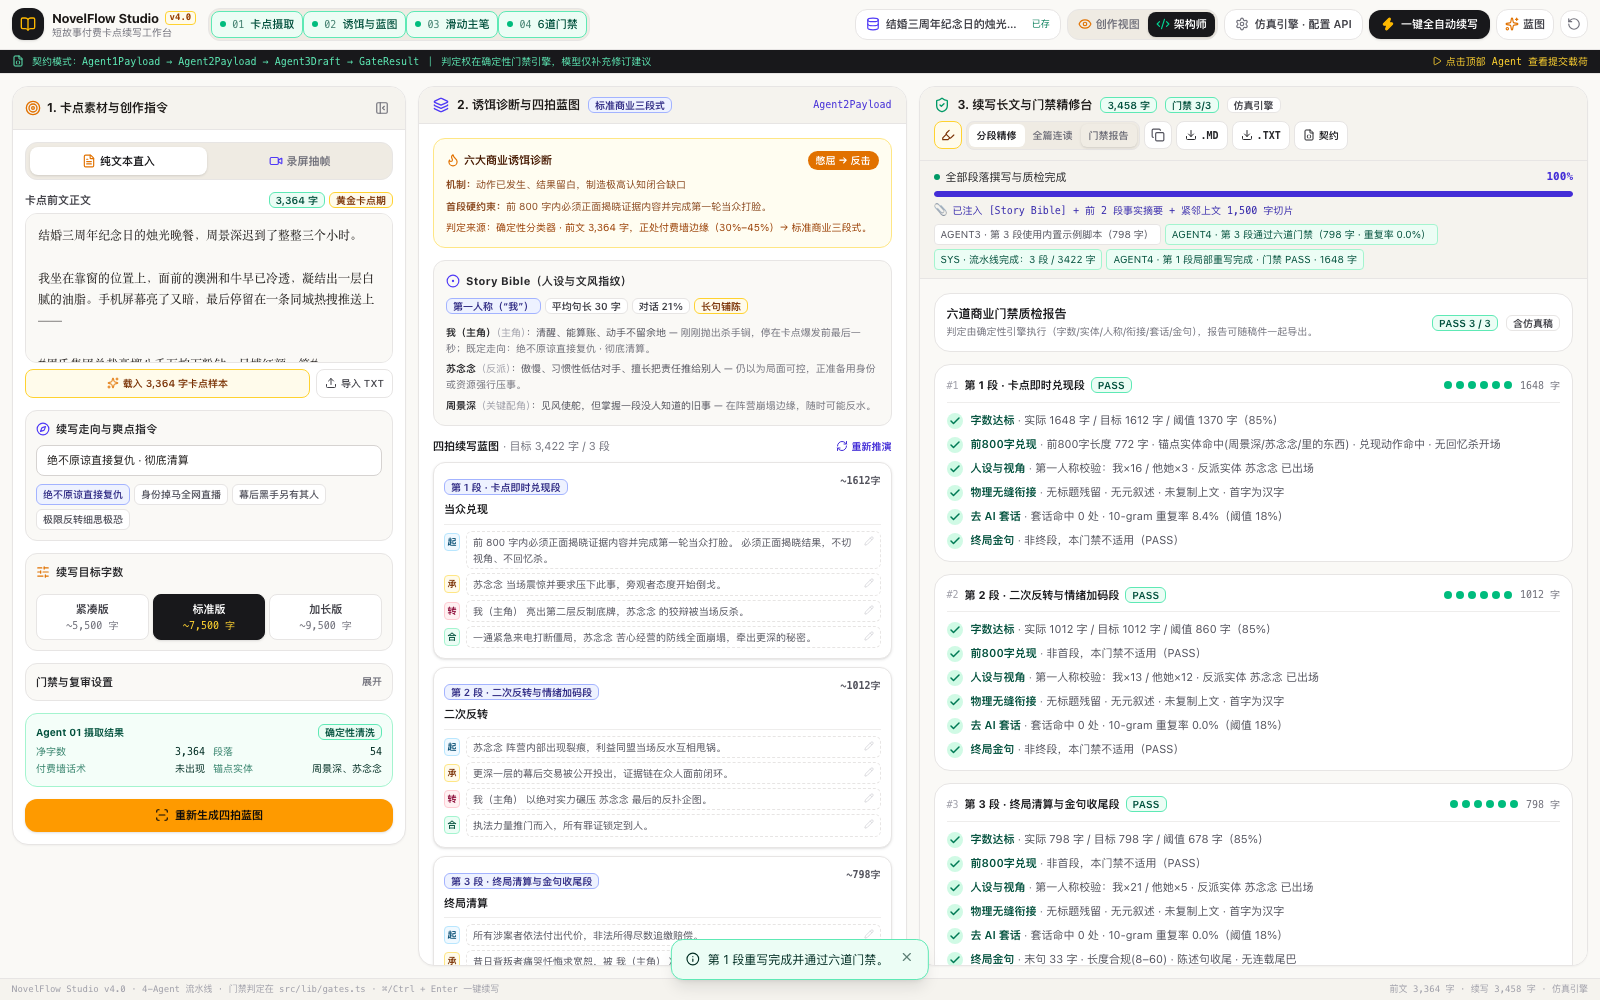 NovelFlow Studio v4.0
短故事付费卡点续写工作台
01 卡点摄取
02 诱饵与蓝图
03 滑动主笔
04 6道门禁
结婚三周年纪念日的烛光… 已存
创作视图
架构师
仿真引擎 · 配置 API
一键全自动续写
蓝图
契约模式: Agent1Payload → Agent2Payload → Agent3Draft → GateResult | 判定权在确定性门禁引擎, 模型仅补充修订建议
点击顶部 Agent 查看提交载荷
1. 卡点素材与创作指令
纯文本直入
录屏抽帧
卡点前文正文
3,364 字
黄金卡点期
结婚三周年纪念日的烛光晚餐，周景深迟到了整整三个小时。
我坐在靠窗的位置上，面前的澳洲和牛早已冷透，凝结出一层白
腻的油脂。手机屏幕亮了又暗，最后停留在一条同城热搜推送上
——
载入 3,364 字卡点样本
导入 TXT
续写走向与爽点指令
绝不原谅直接复仇 · 彻底清算
绝不原谅直接复仇
身份掉马全网直播
幕后黑手另有其人
极限反转细思极恐
续写目标字数
紧凑版
~5,500 字
标准版
~7,500 字
加长版
~9,500 字
门禁与复审设置
展开
Agent 01 摄取结果
确定性清洗
净字数 3,364 段落 54
付费墙话术 未出现 锚点实体 周景深、苏念念
重新生成四拍蓝图
2. 诱饵诊断与四拍蓝图
标准商业三段式
Agent2Payload
六大商业诱饵诊断
憋屈 → 反击
机制: 动作已发生、结果留白，制造极高认知闭合缺口
首段硬约束: 前 800 字内必须正面揭晓证据内容并完成第一轮当众打脸。
判定来源: 确定性分类器 · 前文 3,364 字，正处付费墙边缘（30%–45%）→ 标准商业三段式。
Story Bible（人设与文风指纹）
第一人称（“我”）
平均句长 30 字
对话 21%
长句铺陈
我（主角）（主角）: 清醒、能算账、动手不留余地 — 刚刚抛出杀手锏，停在卡点爆发前最后一
秒；既定走向: 绝不原谅直接复仇 · 彻底清算。
苏念念（反派）: 傲慢、习惯性低估对手、擅长把责任推给别人 — 仍以为局面可控，正准备用身份
或资源强行压事。
周景深（关键配角）: 见风使舵，但掌握一段没人知道的旧事 — 在阵营崩塌边缘，随时可能反水。
四拍续写蓝图 · 目标 3,422 字 / 3 段
重新推演
第 1 段 · 卡点即时兑现段
~1612字
当众兑现
起 前 800 字内必须正面揭晓证据内容并完成第一轮当众打脸。 必须正面揭晓结果，不切
视角、不回忆杀。
承 苏念念 当场震惊并要求压下此事，旁观者态度开始倒戈。
转 我（主角） 亮出第二层反制底牌，苏念念 的狡辩被当场反杀。
合 一通紧急来电打断僵局，苏念念 苦心经营的防线全面崩塌，牵出更深的秘密。
第 2 段 · 二次反转与情绪加码段
~1012字
二次反转
起 苏念念 阵营内部出现裂痕，利益同盟当场反水互相甩锅。
承 更深一层的幕后交易被公开投出，证据链在众人面前闭环。
转 我（主角） 以绝对实力碾压 苏念念 最后的反扑企图。
合 执法力量推门而入，所有罪证锁定到人。
第 3 段 · 终局清算与金句收尾段
~798字
终局清算
起 所有涉案者依法付出代价，非法所得尽数追缴赔偿。
承 昔日背叛者痛哭忏悔求宽恕，被 我（主角）
3. 续写长文与门禁精修台
3,458 字
门禁 3/3
仿真引擎
分段精修
全篇连读
门禁报告
.MD
.TXT
契约
全部段落撰写与质检完成
100%
已注入 [Story Bible] + 前 2 段事实摘要 + 紧邻上文 1,500 字切片
AGENT3 · 第 3 段使用内置示例脚本（798 字）
AGENT4 · 第 3 段通过六道门禁（798 字 · 重复率 0.0%）
SYS · 流水线完成: 3 段 / 3422 字
AGENT4 · 第 1 段局部重写完成 · 门禁 PASS · 1648 字
六道商业门禁质检报告
判定由确定性引擎执行（字数/实体/人称/衔接/套话/金句），报告可随稿件一起导出。
PASS 3 / 3
含仿真稿
#1 第 1 段 · 卡点即时兑现段 PASS
1648 字
字数达标 · 实际 1648 字 / 目标 1612 字 / 阈值 1370 字（85%）
前800字兑现 · 前800字长度 772 字 · 锚点实体命中(周景深/苏念念/里的东西) · 兑现动作命中 · 无回忆杀开场
人设与视角 · 第一人称校验: 我×16 / 他她×3 · 反派实体 苏念念 已出场
物理无缝衔接 · 无标题残留 · 无元叙述 · 未复制上文 · 首字为汉字
去 AI 套话 · 套话命中 0 处 · 10-gram 重复率 8.4%（阈值 18%）
终局金句 · 非终段，本门禁不适用（PASS）
#2 第 2 段 · 二次反转与情绪加码段 PASS
1012 字
字数达标 · 实际 1012 字 / 目标 1012 字 / 阈值 860 字（85%）
前800字兑现 · 非首段，本门禁不适用（PASS）
人设与视角 · 第一人称校验: 我×13 / 他她×12 · 反派实体 苏念念 已出场
物理无缝衔接 · 无标题残留 · 无元叙述 · 未复制上文 · 首字为汉字
去 AI 套话 · 套话命中 0 处 · 10-gram 重复率 0.0%（阈值 18%）
终局金句 · 非终段，本门禁不适用（PASS）
#3 第 3 段 · 终局清算与金句收尾段 PASS
798 字
字数达标 · 实际 798 字 / 目标 798 字 / 阈值 678 字（85%）
前800字兑现 · 非首段，本门禁不适用（PASS）
人设与视角 · 第一人称校验: 我×21 / 他她×5 · 反派实体 苏念念 已出场
物理无缝衔接 · 无标题残留 · 无元叙述 · 未复制上文 · 首字为汉字
去 AI 套话 · 套话命中 0 处 · 10-gram 重复率 0.0%（阈值 18%）
终局金句 · 末句 33 字 · 长度合规(8–60) · 陈述句收尾 · 无连载尾巴
第 1 段重写完成并通过六道门禁。
NovelFlow Studio v4.0 · 4-Agent 流水线 · 门禁判定在 src/lib/gates.ts · ⌘/Ctrl + Enter 一键续写
前文 3,364 字 · 续写 3,458 字 · 仿真引擎